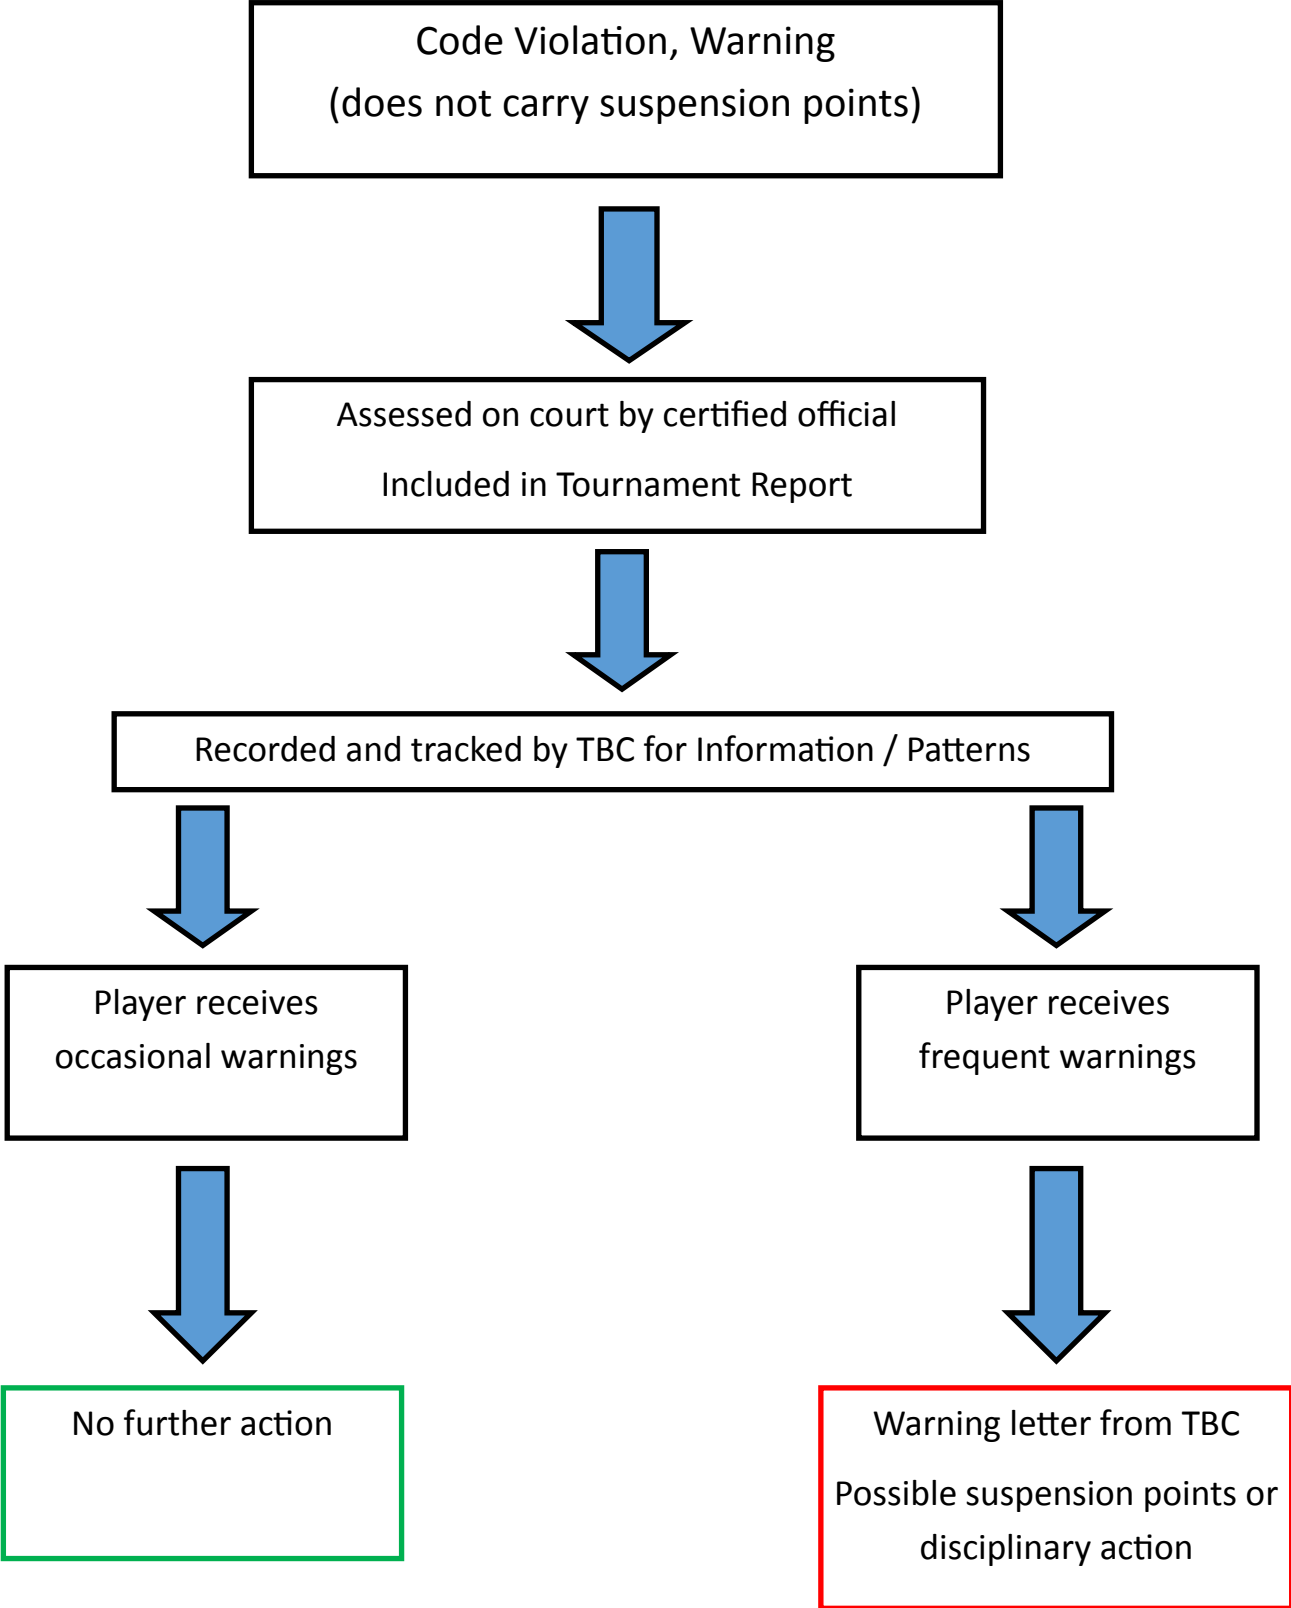 Code Violation, Warning
(does not carry suspension points)
Assessed on court by certified official
Included in Tournament Report
Recorded and tracked by TBC for Information / Patterns
Player receives
occasional warnings
Player receives
frequent warnings
No further action
Warning letter from TBC
Possible suspension points or
disciplinary action